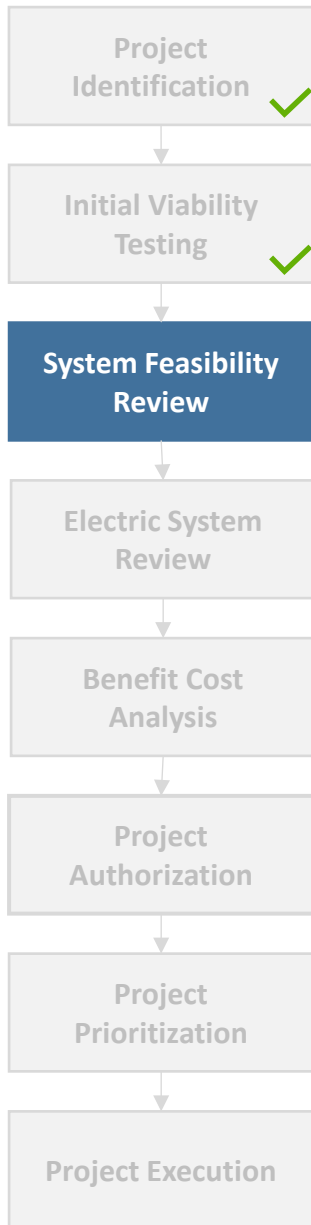 Project
Identification
Initial Viability
Testing
System Feasibility
Review
Electric System
Review
Benefit Cost
Analysis
Project
Authorization
Project
Prioritization
Project Execution